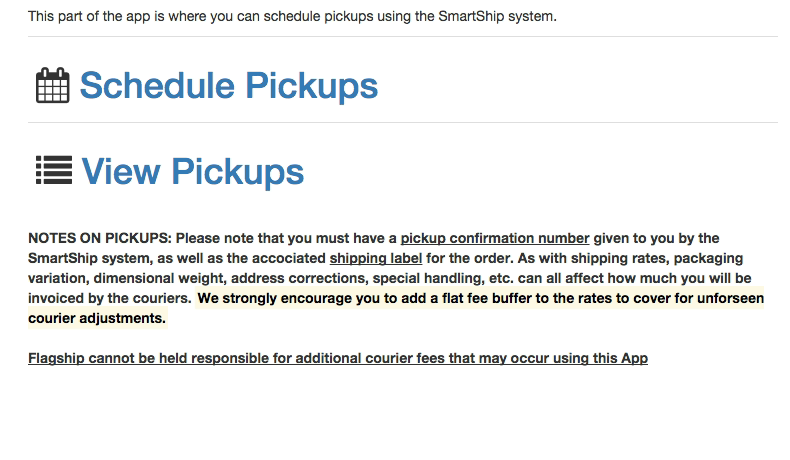 This part of the app is where you can schedule pickups using the SmartShip system.
Schedule Pickups
View Pickups
NOTES ON PICKUPS: Please note that you must have a pickup confirmation number given to you by the
SmartShip system, as well as the accociated shipping label for the order. As with shipping rates, packaging
variation, dimensional weight, address corrections, special handling, etc. can all affect how much you will be
invoiced by the couriers. We strongly encourage you to add a flat fee buffer to the rates to cover for unforseen
courier adjustments.
Flagship cannot be held responsible for additional courier fees that may occur using this App